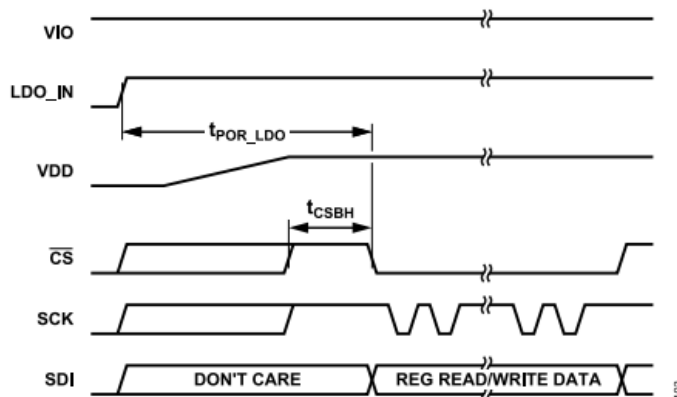 VIO
LDO_IN
tPOR_LDO
VDD
tCSBH
CS
SCK
SDI
DON'T CARE
REG READ/WRITE DATA